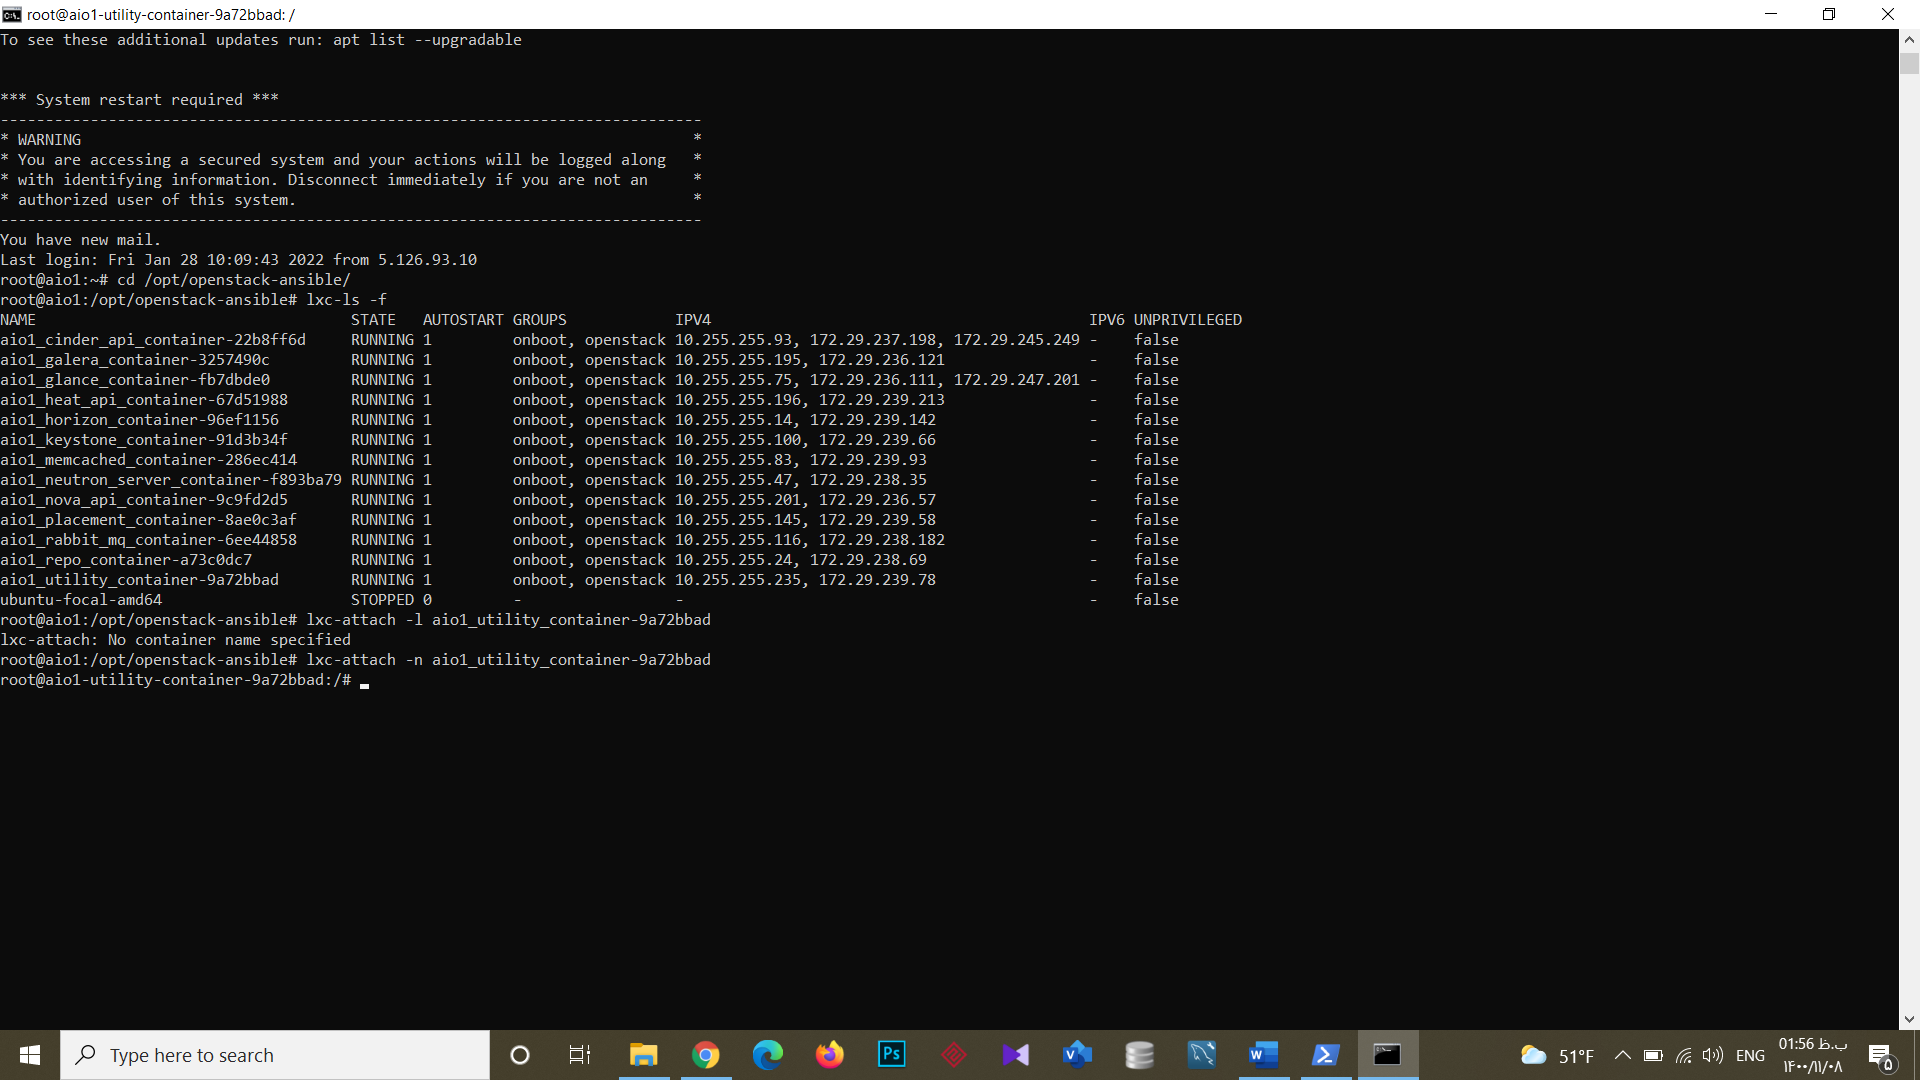 root@aio1-utility-container-9a72bbad: /
To see these additional updates run: apt list --upgradable
*** System restart required ***
------------------------------------------------------------------------------
* WARNING                                                                    *
* You are accessing a secured system and your actions will be logged along   *
* with identifying information. Disconnect immediately if you are not an     *
* authorized user of this system.                                            *
------------------------------------------------------------------------------
You have new mail.
Last login: Fri Jan 28 10:09:43 2022 from 5.126.93.10
root@aio1:~# cd /opt/openstack-ansible/
root@aio1:/opt/openstack-ansible# lxc-ls -f
NAME                                   STATE   AUTOSTART GROUPS            IPV4                                          IPV6 UNPRIVILEGED
aio1_cinder_api_container-22b8ff6d     RUNNING 1         onboot, openstack 10.255.255.93, 172.29.237.198, 172.29.245.249 -    false
aio1_galera_container-3257490c         RUNNING 1         onboot, openstack 10.255.255.195, 172.29.236.121                -    false
aio1_glance_container-fb7dbde0         RUNNING 1         onboot, openstack 10.255.255.75, 172.29.236.111, 172.29.247.201 -    false
aio1_heat_api_container-67d51988       RUNNING 1         onboot, openstack 10.255.255.196, 172.29.239.213                -    false
aio1_horizon_container-96ef1156        RUNNING 1         onboot, openstack 10.255.255.14, 172.29.239.142                 -    false
aio1_keystone_container-91d3b34f       RUNNING 1         onboot, openstack 10.255.255.100, 172.29.239.66                 -    false
aio1_memcached_container-286ec414      RUNNING 1         onboot, openstack 10.255.255.83, 172.29.239.93                  -    false
aio1_neutron_server_container-f893ba79 RUNNING 1         onboot, openstack 10.255.255.47, 172.29.238.35                  -    false
aio1_nova_api_container-9c9fd2d5       RUNNING 1         onboot, openstack 10.255.255.201, 172.29.236.57                 -    false
aio1_placement_container-8ae0c3af      RUNNING 1         onboot, openstack 10.255.255.145, 172.29.239.58                 -    false
aio1_rabbit_mq_container-6ee44858      RUNNING 1         onboot, openstack 10.255.255.116, 172.29.238.182                -    false
aio1_repo_container-a73c0dc7           RUNNING 1         onboot, openstack 10.255.255.24, 172.29.238.69                  -    false
aio1_utility_container-9a72bbad        RUNNING 1         onboot, openstack 10.255.255.235, 172.29.239.78                 -    false
ubuntu-focal-amd64                     STOPPED 0         -                 -                                             -    false
root@aio1:/opt/openstack-ansible# lxc-attach -l aio1_utility_container-9a72bbad
lxc-attach: No container name specified
root@aio1:/opt/openstack-ansible# lxc-attach -n aio1_utility_container-9a72bbad
root@aio1-utility-container-9a72bbad:/#
Type here to search
Ps
51°F
ENG
01:56 ب.ظ
۱۴۰۰/۱۱/۰۸
۵